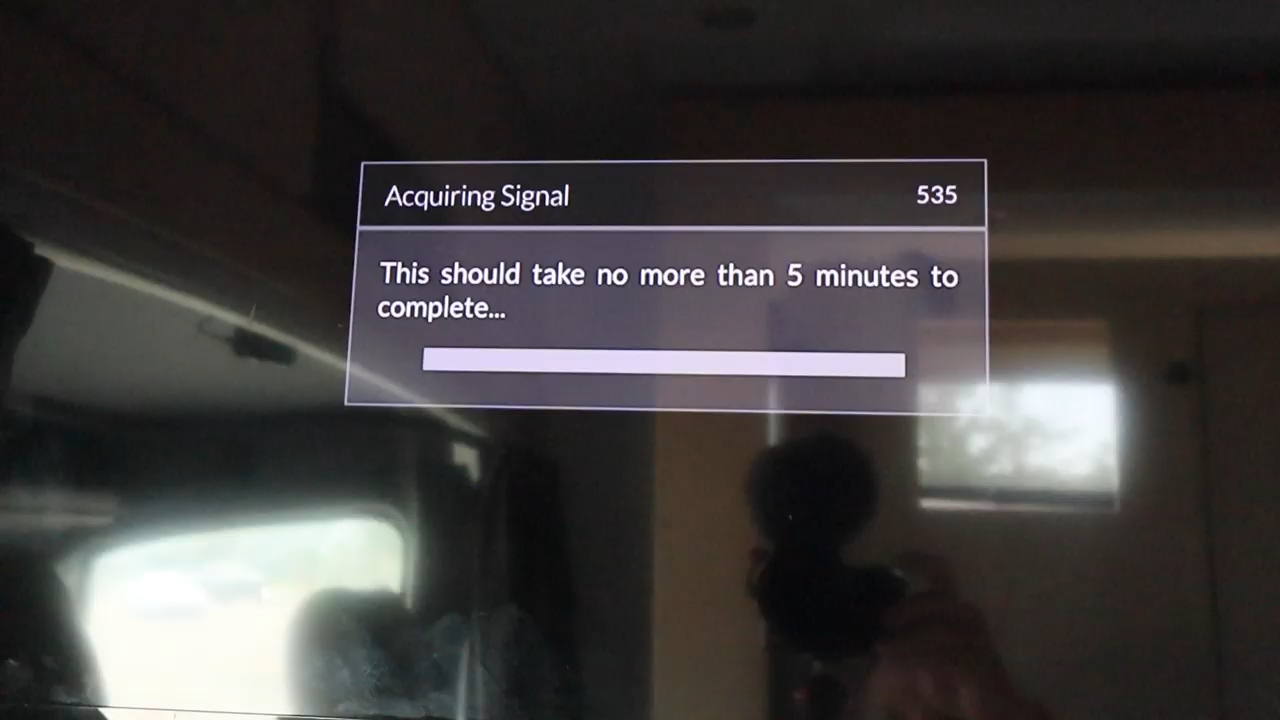 Acquiring Signal 535
This should take no more than 5 minutes to
complete...